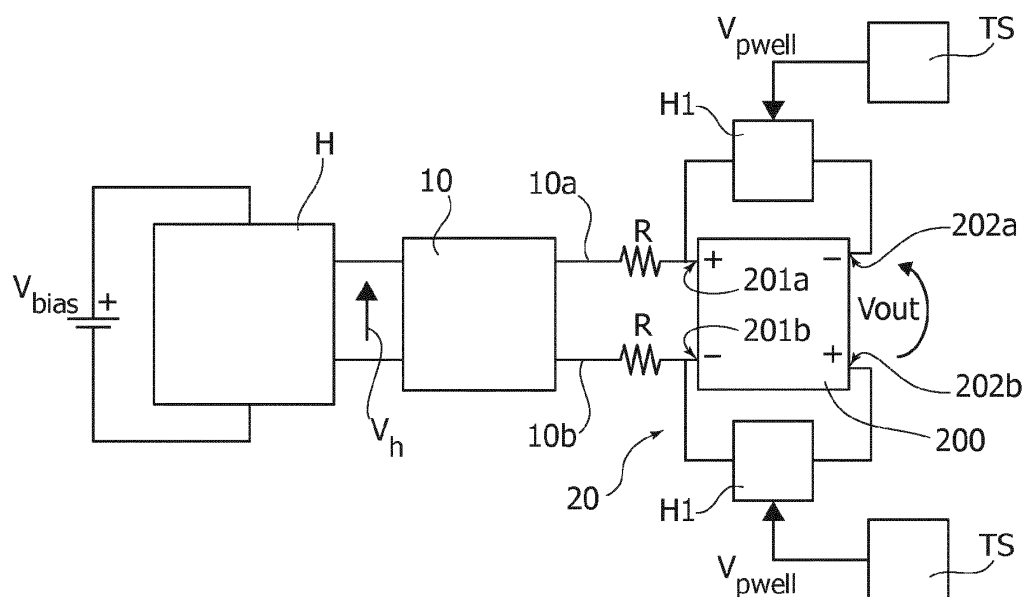 V_pwell
TS
H1
H
10
10a
R
+
−
202a
201a
V_bias
+
Vout
R
201b
−
+
202b
V_h
10b
200
20
H1
V_pwell
TS